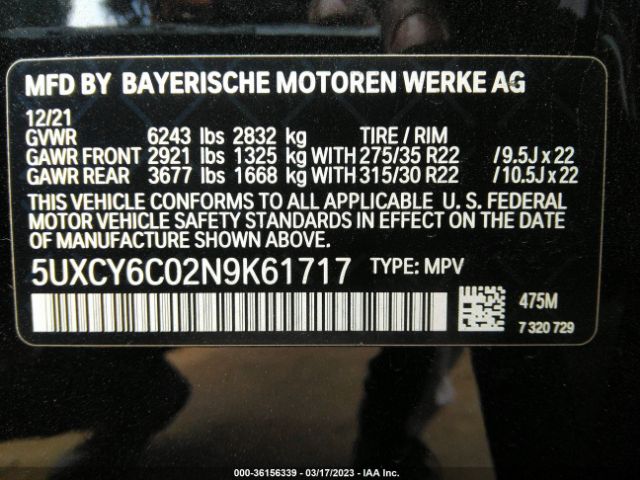 MFD BY BAYERISCHE MOTOREN WERKE AG
12/21
GVWR 6243 lbs 2832 kg TIRE / RIM
GAWR FRONT 2921 lbs 1325 kg WITH 275/35 R22 / 9.5J x 22
GAWR REAR 3677 lbs 1668 kg WITH 315/30 R22 / 10.5J x 22
THIS VEHICLE CONFORMS TO ALL APPLICABLE U. S. FEDERAL
MOTOR VEHICLE SAFETY STANDARDS IN EFFECT ON THE DATE
OF MANUFACTURE SHOWN ABOVE.
5UXCY6C02N9K61717 TYPE: MPV
475M
7 320 729
000-36156339 - 03/17/2023 - IAA Inc.